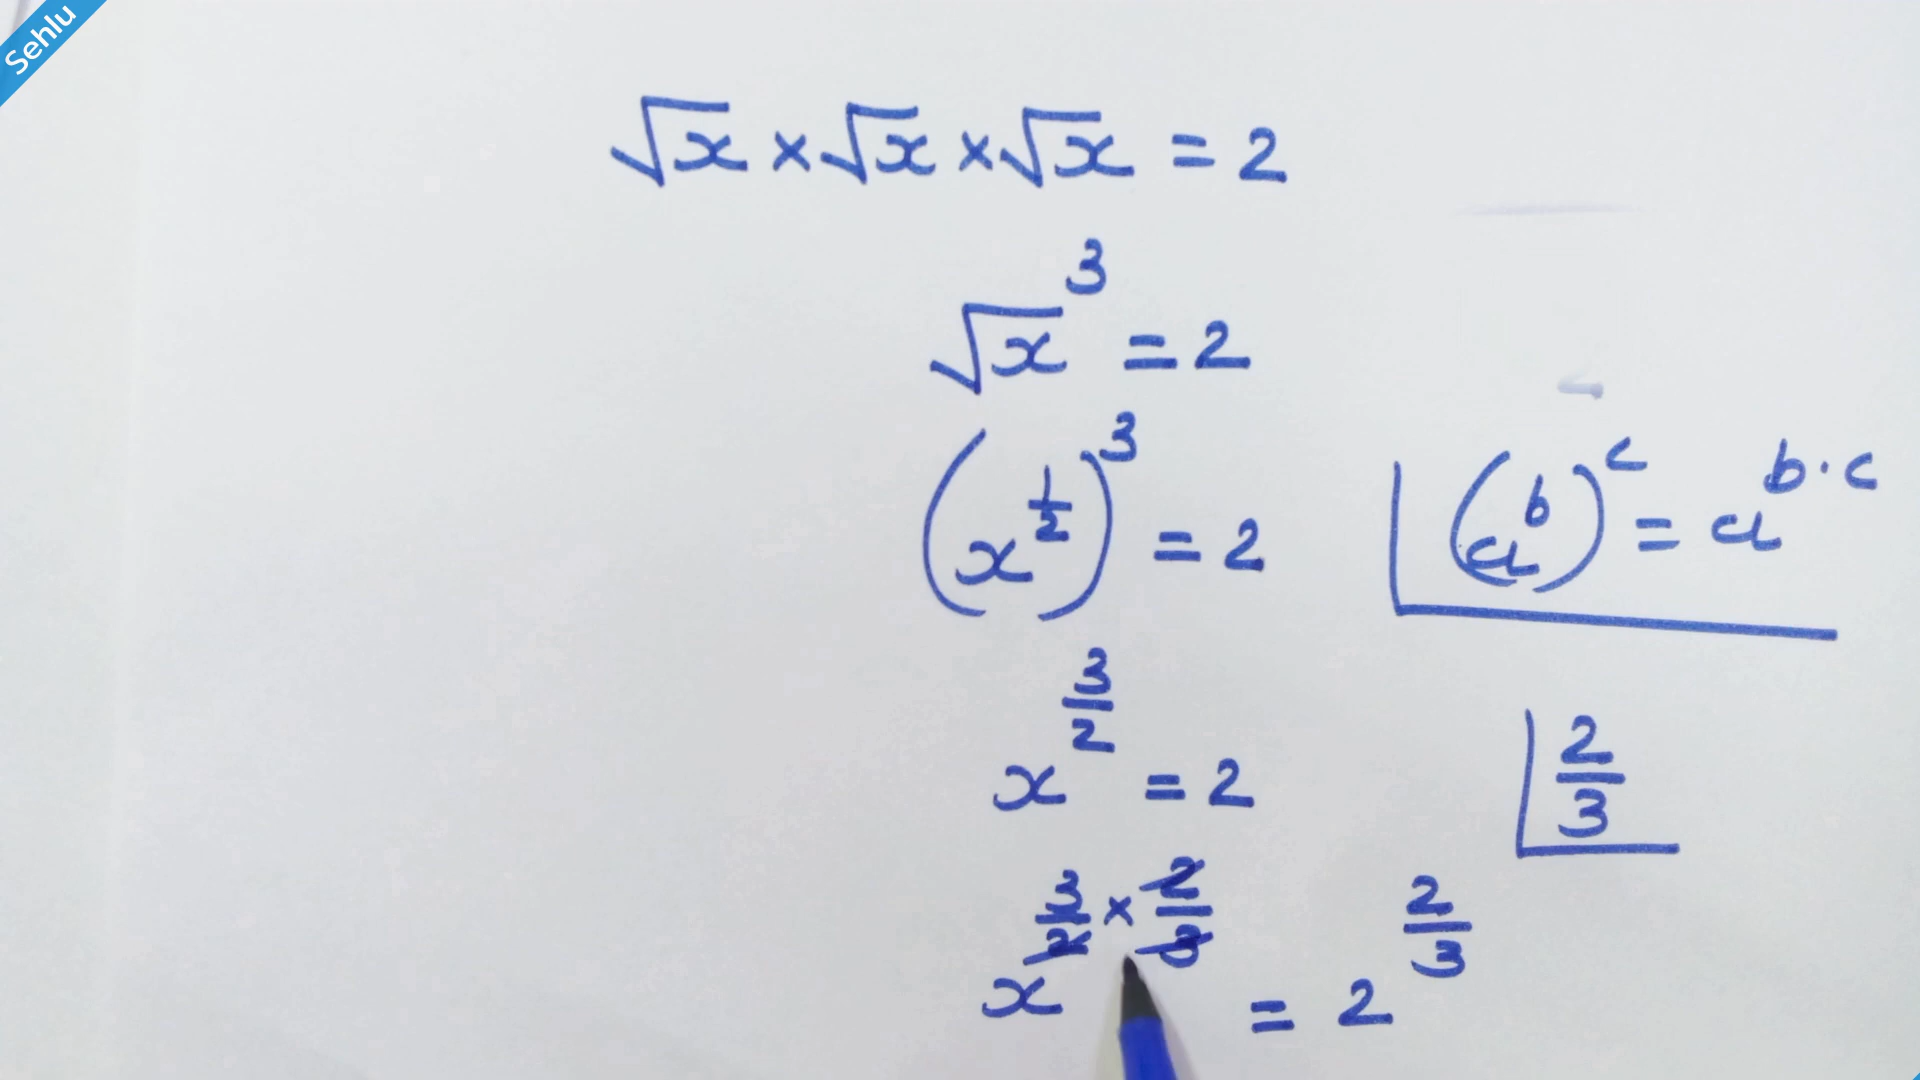 Sehlu
√x × √x × √x = 2
√x³ = 2
(x^(1/2))³ = 2
(a^b)^c = a^(b·c)
x^(3/2) = 2
2/3
x^(3/2 × 2/3) = 2^(2/3)